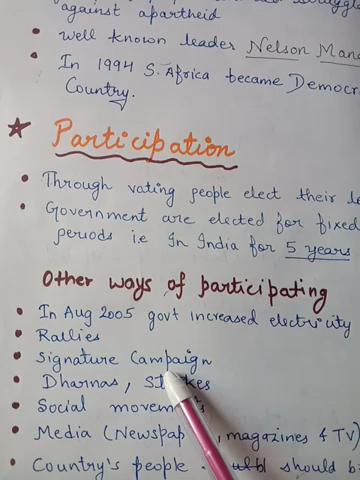 against apartheid
• well known leader Nelson
• In 1994 S. Africa became
Country.
★ Participation
• Through voting people elect their
• Government are elected for fixed
periods i.e In India for 5 years
Other ways of participating
• In Aug 2005 govt increased electricity
• Rallies
• Signature Campaign
• Dharnas,
• Social
• Media ( , magazines & TV)
• Country's people should